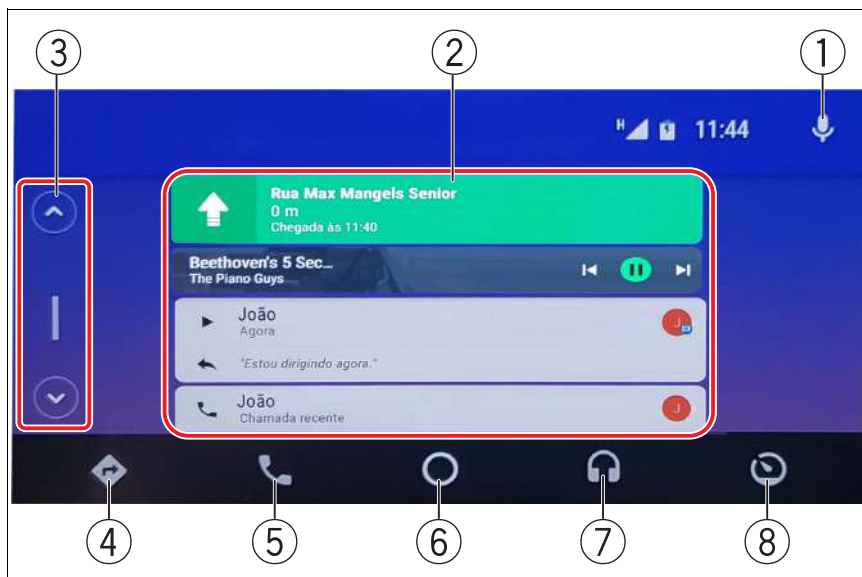 3
2
1
H
11:44
Rua Max Mangels Senior
0 m
Chegada às 11:40
Beethoven's 5 Sec...
The Piano Guys
João
Agora
J
"Estou dirigindo agora."
João
Chamada recente
J
4
5
6
7
8